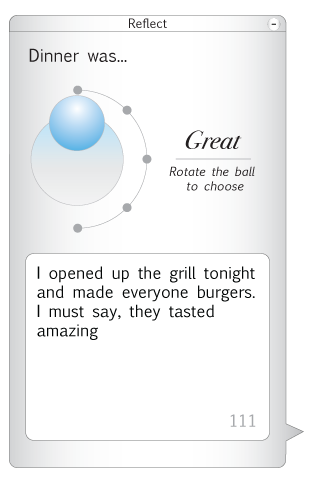 Reflect
Dinner was...
Great
Rotate the ball
to choose
I opened up the grill tonight
and made everyone burgers.
I must say, they tasted
amazing
111